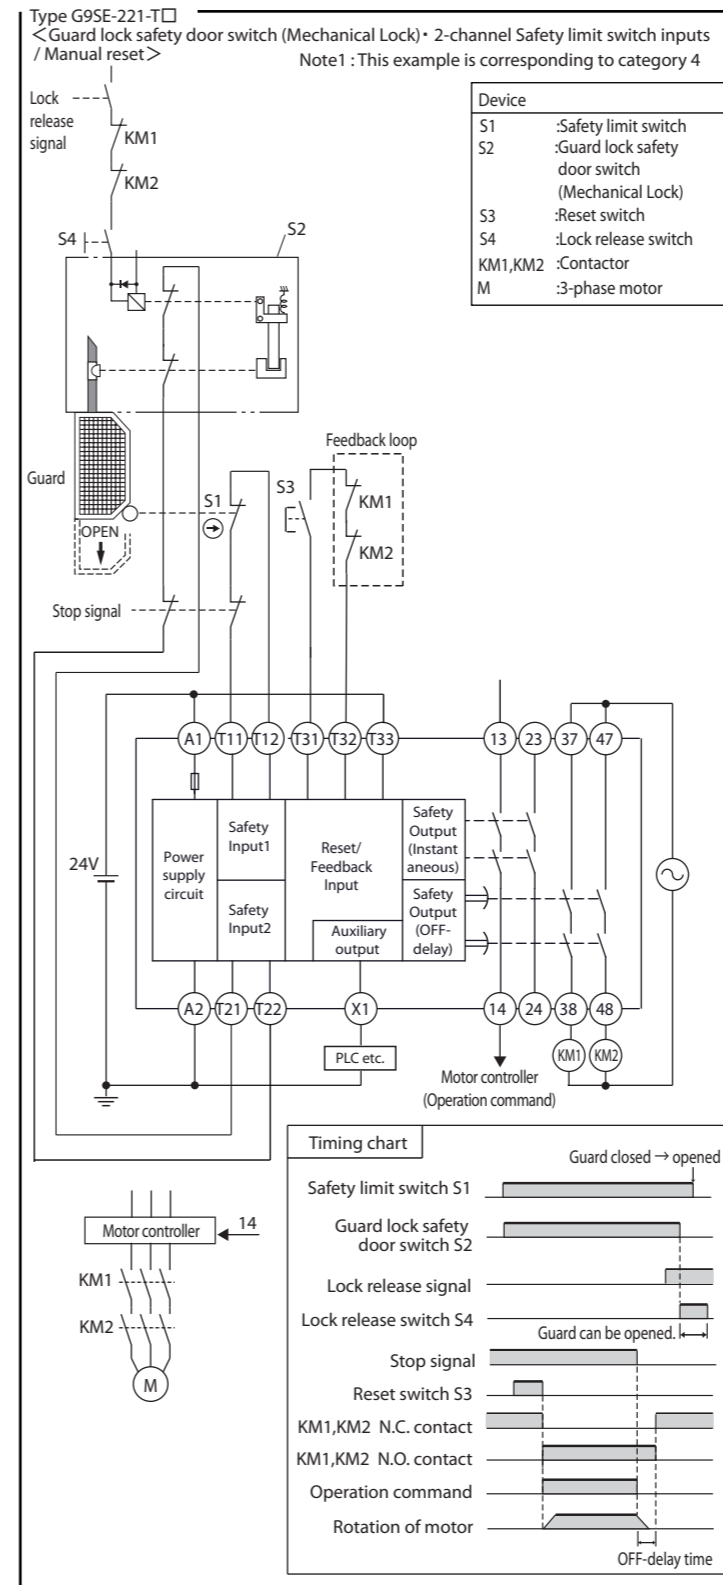 Type G9SE-221-T□
<Guard lock safety door switch (Mechanical Lock)・2-channel Safety limit switch inputs
/ Manual reset>
Note1 : This example is corresponding to category 4
Lock
release
signal
KM1
KM2
S4
S2
Device
S1 :Safety limit switch
S2 :Guard lock safety
door switch
(Mechanical Lock)
S3 :Reset switch
S4 :Lock release switch
KM1,KM2 :Contactor
M :3-phase motor
Guard
OPEN
S1
S3
Feedback loop
KM1
KM2
Stop signal
A1 T11 T12 T31 T32 T33 13 23 37 47
24V
Power
supply
circuit
Safety
Input1
Safety
Input2
Reset/
Feedback
Input
Auxiliary
output
Safety
Output
(Instant
aneous)
Safety
Output
(OFF-
delay)
A2 T21 T22 X1 14 24 38 48
PLC etc.
KM1 KM2
Motor controller
(Operation command)
Motor controller
14
KM1
KM2
M
Timing chart
Guard closed → opened
Safety limit switch S1
Guard lock safety
door switch S2
Lock release signal
Lock release switch S4
Guard can be opened.
Stop signal
Reset switch S3
KM1,KM2 N.C. contact
KM1,KM2 N.O. contact
Operation command
Rotation of motor
OFF-delay time